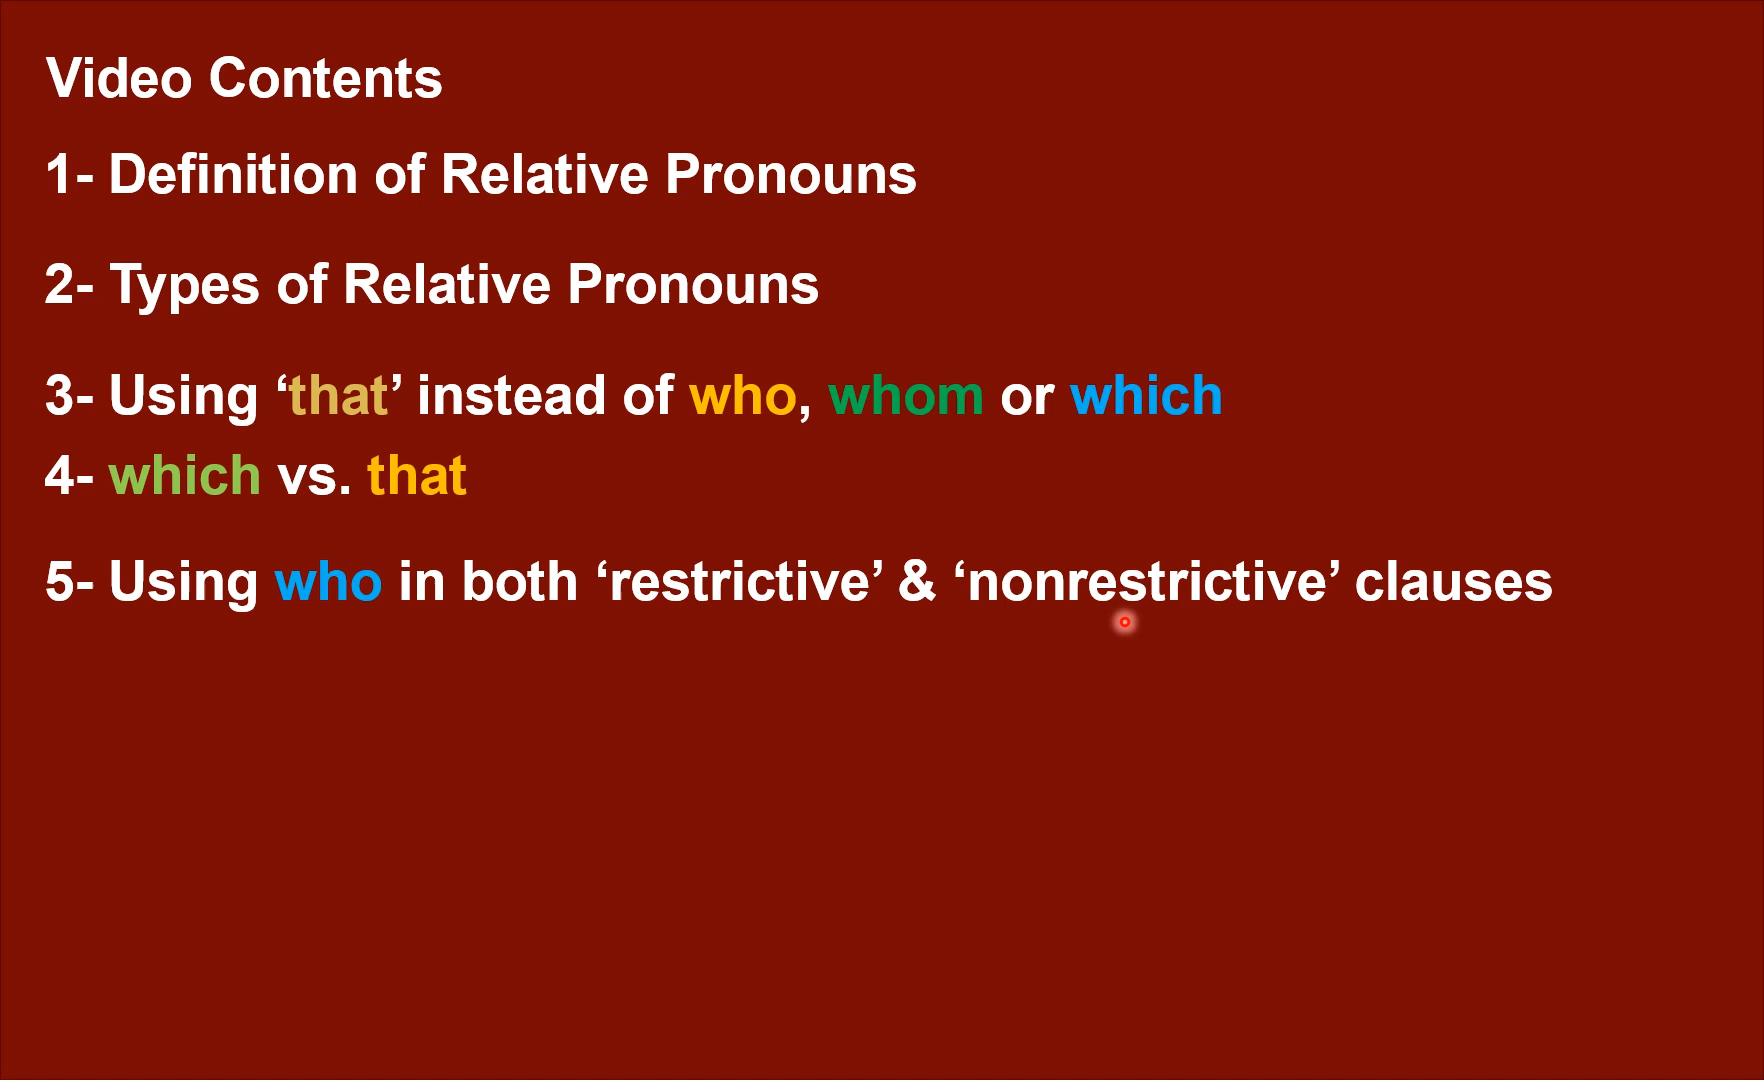 Video Contents
1- Definition of Relative Pronouns
2- Types of Relative Pronouns
3- Using ‘that’ instead of who, whom or which
4- which vs. that
5- Using who in both ‘restrictive’ & ‘nonrestrictive’ clauses